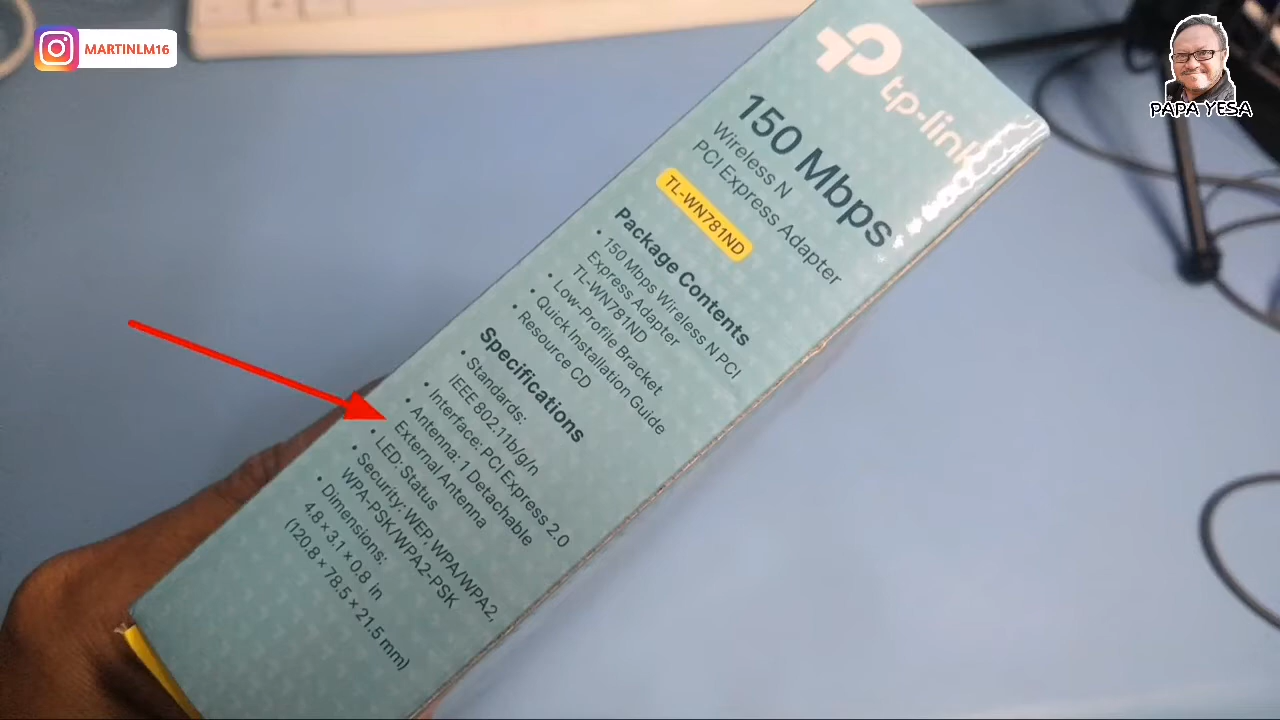 MARTINLM16
PAPA YESA
tp-link
150 Mbps
Wireless N
PCI Express Adapter
TL-WN781ND
Package Contents
• 150 Mbps Wireless N PCI
Express Adapter
TL-WN781ND
• Low-Profile Bracket
• Quick Installation Guide
• Resource CD
Specifications
• Standards:
IEEE 802.11b/g/n
• Interface: PCI Express 2.0
• Antenna: 1 Detachable
External Antenna
• LED: Status
• Security: WEP, WPA/WPA2,
WPA-PSK/WPA2-PSK
• Dimensions:
4.8 × 3.1 × 0.8 in
(120.8 × 78.5 × 21.5 mm)